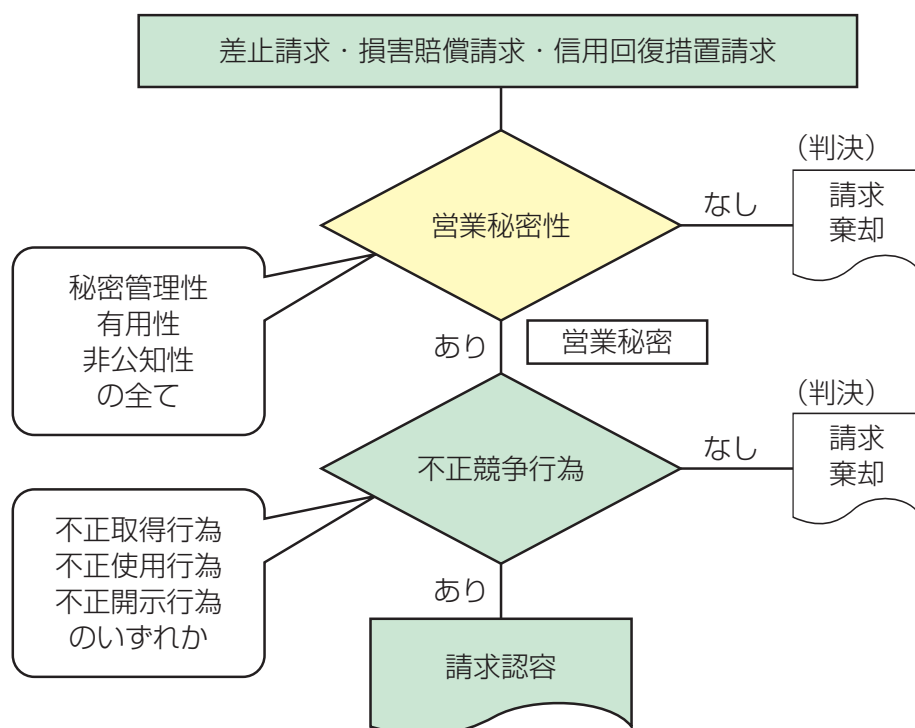 差止請求・損害賠償請求・信用回復措置請求
営業秘密性
なし
（判決）
請求
棄却
秘密管理性
有用性
非公知性
の全て
あり
営業秘密
不正競争行為
なし
（判決）
請求
棄却
不正取得行為
不正使用行為
不正開示行為
のいずれか
あり
請求認容